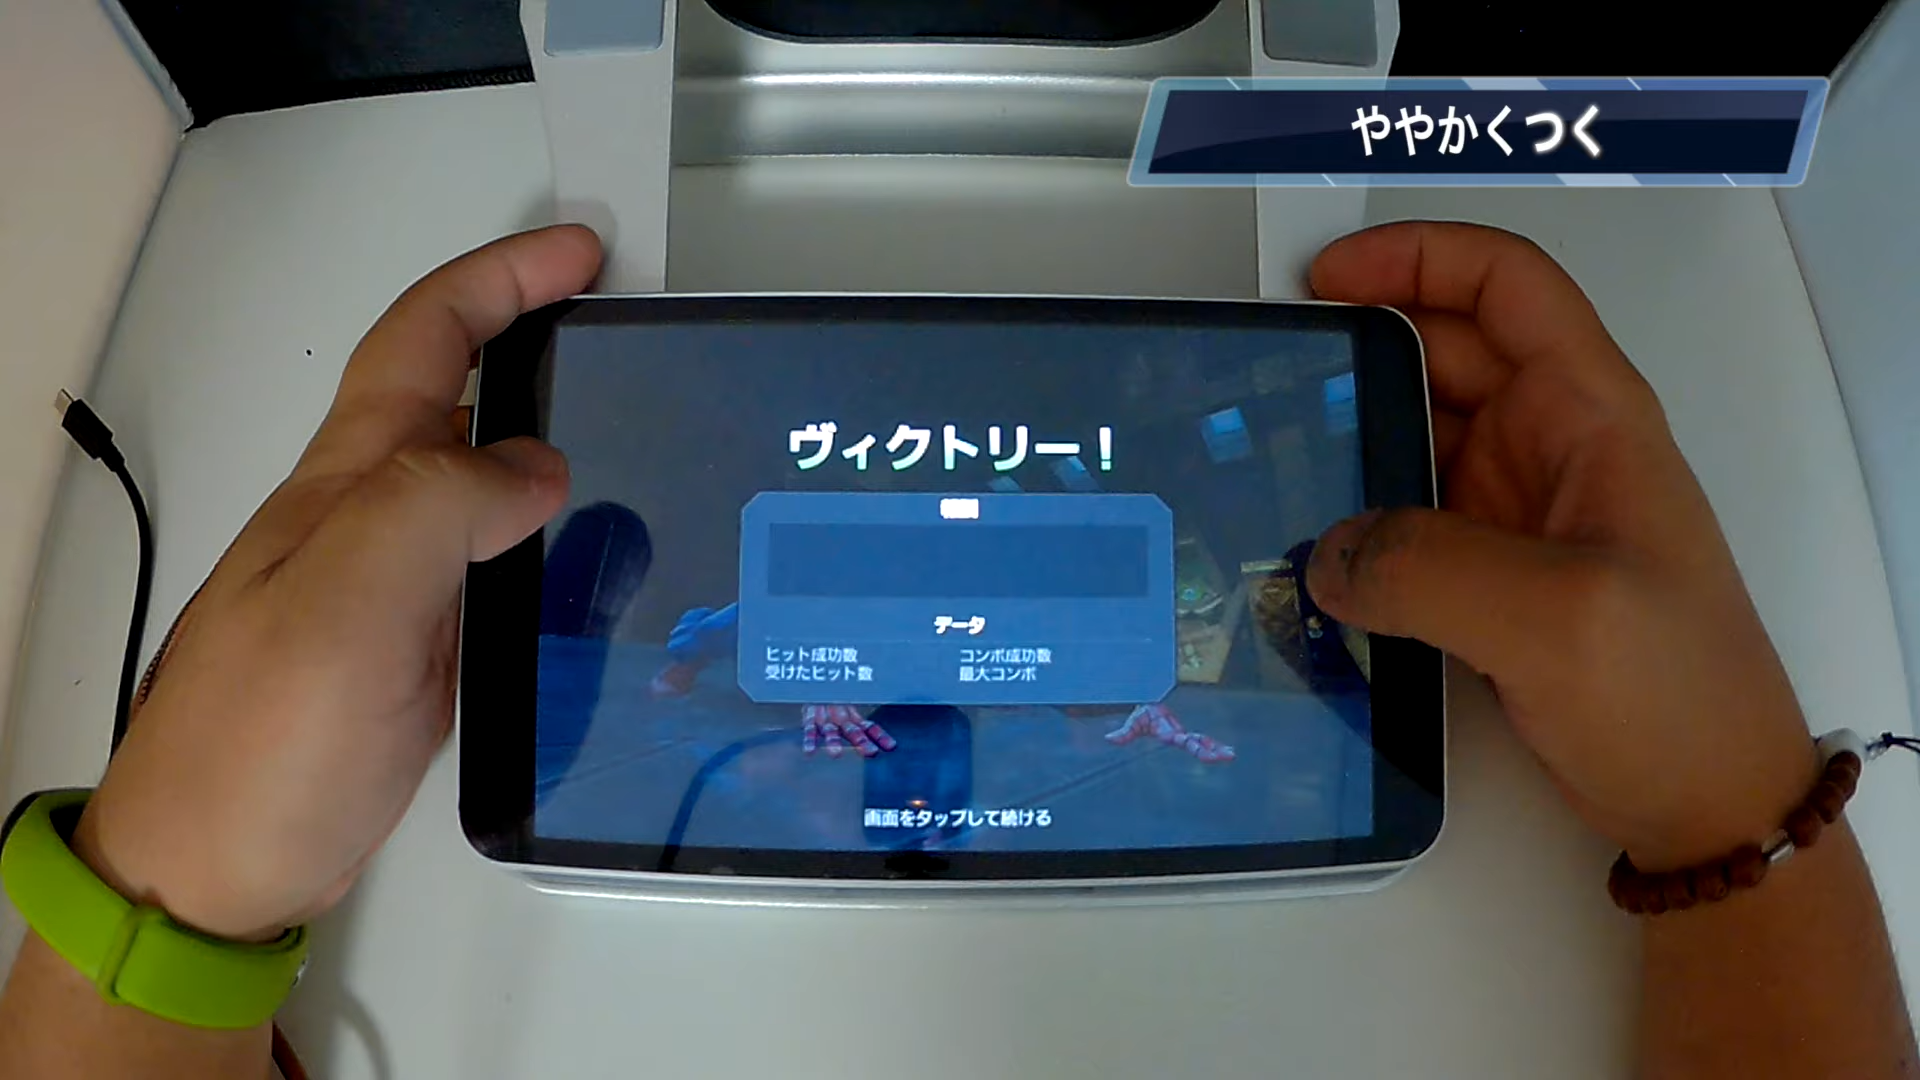 ややかくつく
ヴィクトリー！
データ
ヒット成功数
コンボ成功数
受けたヒット数
最大コンボ
画面をタップして続ける